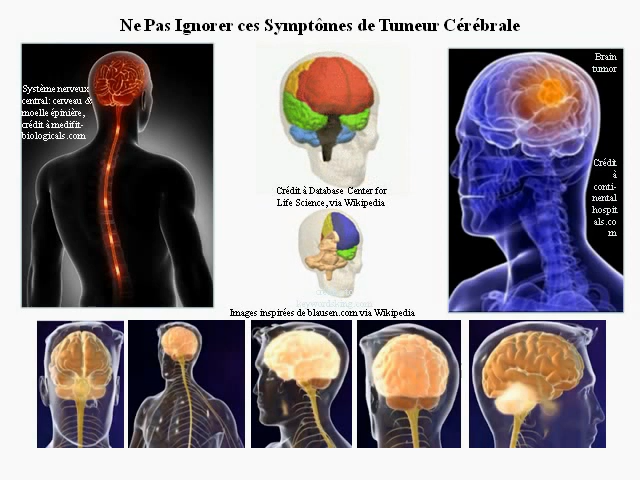 Ne Pas Ignorer ces Symptômes de Tumeur Cérébrale
Système nerveux
central: cerveau &
moelle épinière,
crédit à medifit-
biologicals.com
Crédit à Database Center for
Life Science, via Wikipedia
Images inspirées de blausen.com via Wikipedia
Brain
tumor
Crédit
à
conti-
nental
hospit
als.co
m